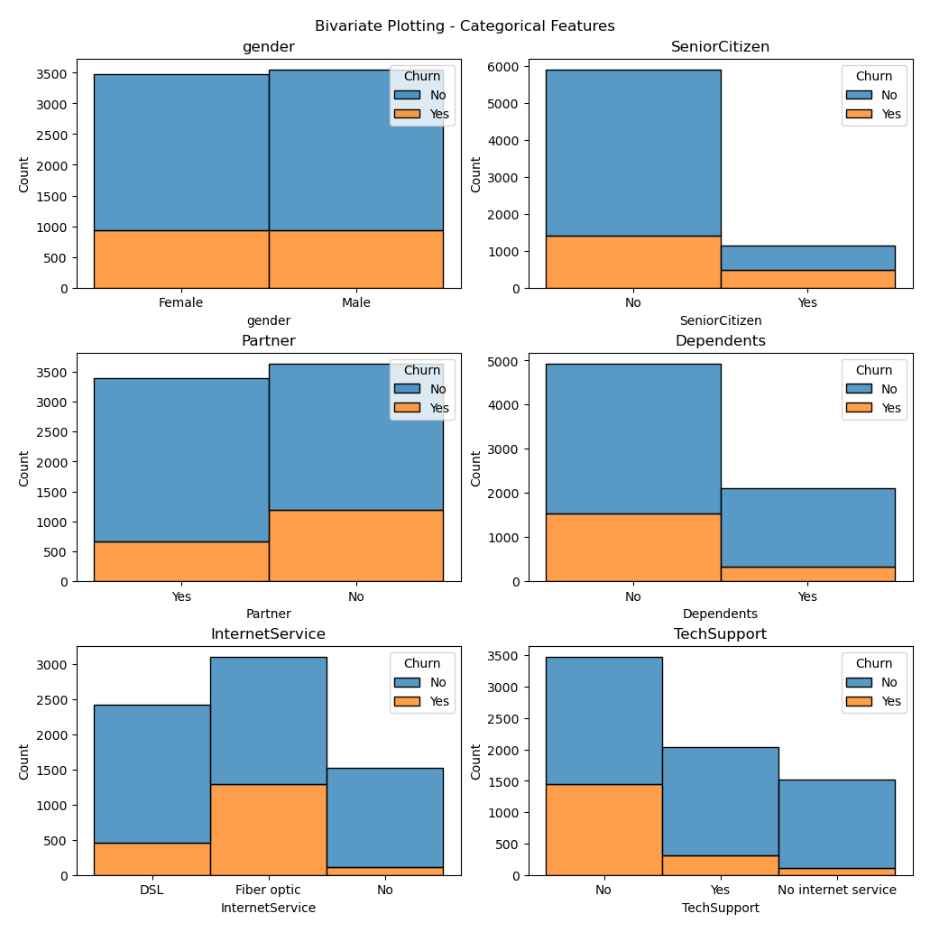 Bivariate Plotting - Categorical Features
gender
Count
3500
3000
2500
2000
1500
1000
500
0
Churn
No
Yes
Female
Male
gender
SeniorCitizen
Count
6000
5000
4000
3000
2000
1000
0
Churn
No
Yes
No
Yes
SeniorCitizen
Partner
Count
3500
3000
2500
2000
1500
1000
500
0
Churn
No
Yes
Yes
No
Partner
Dependents
Count
5000
4000
3000
2000
1000
0
Churn
No
Yes
No
Yes
Dependents
InternetService
Count
3000
2500
2000
1500
1000
500
0
Churn
No
Yes
DSL
Fiber optic
No
InternetService
TechSupport
Count
3500
3000
2500
2000
1500
1000
500
0
Churn
No
Yes
No
Yes
No internet service
TechSupport